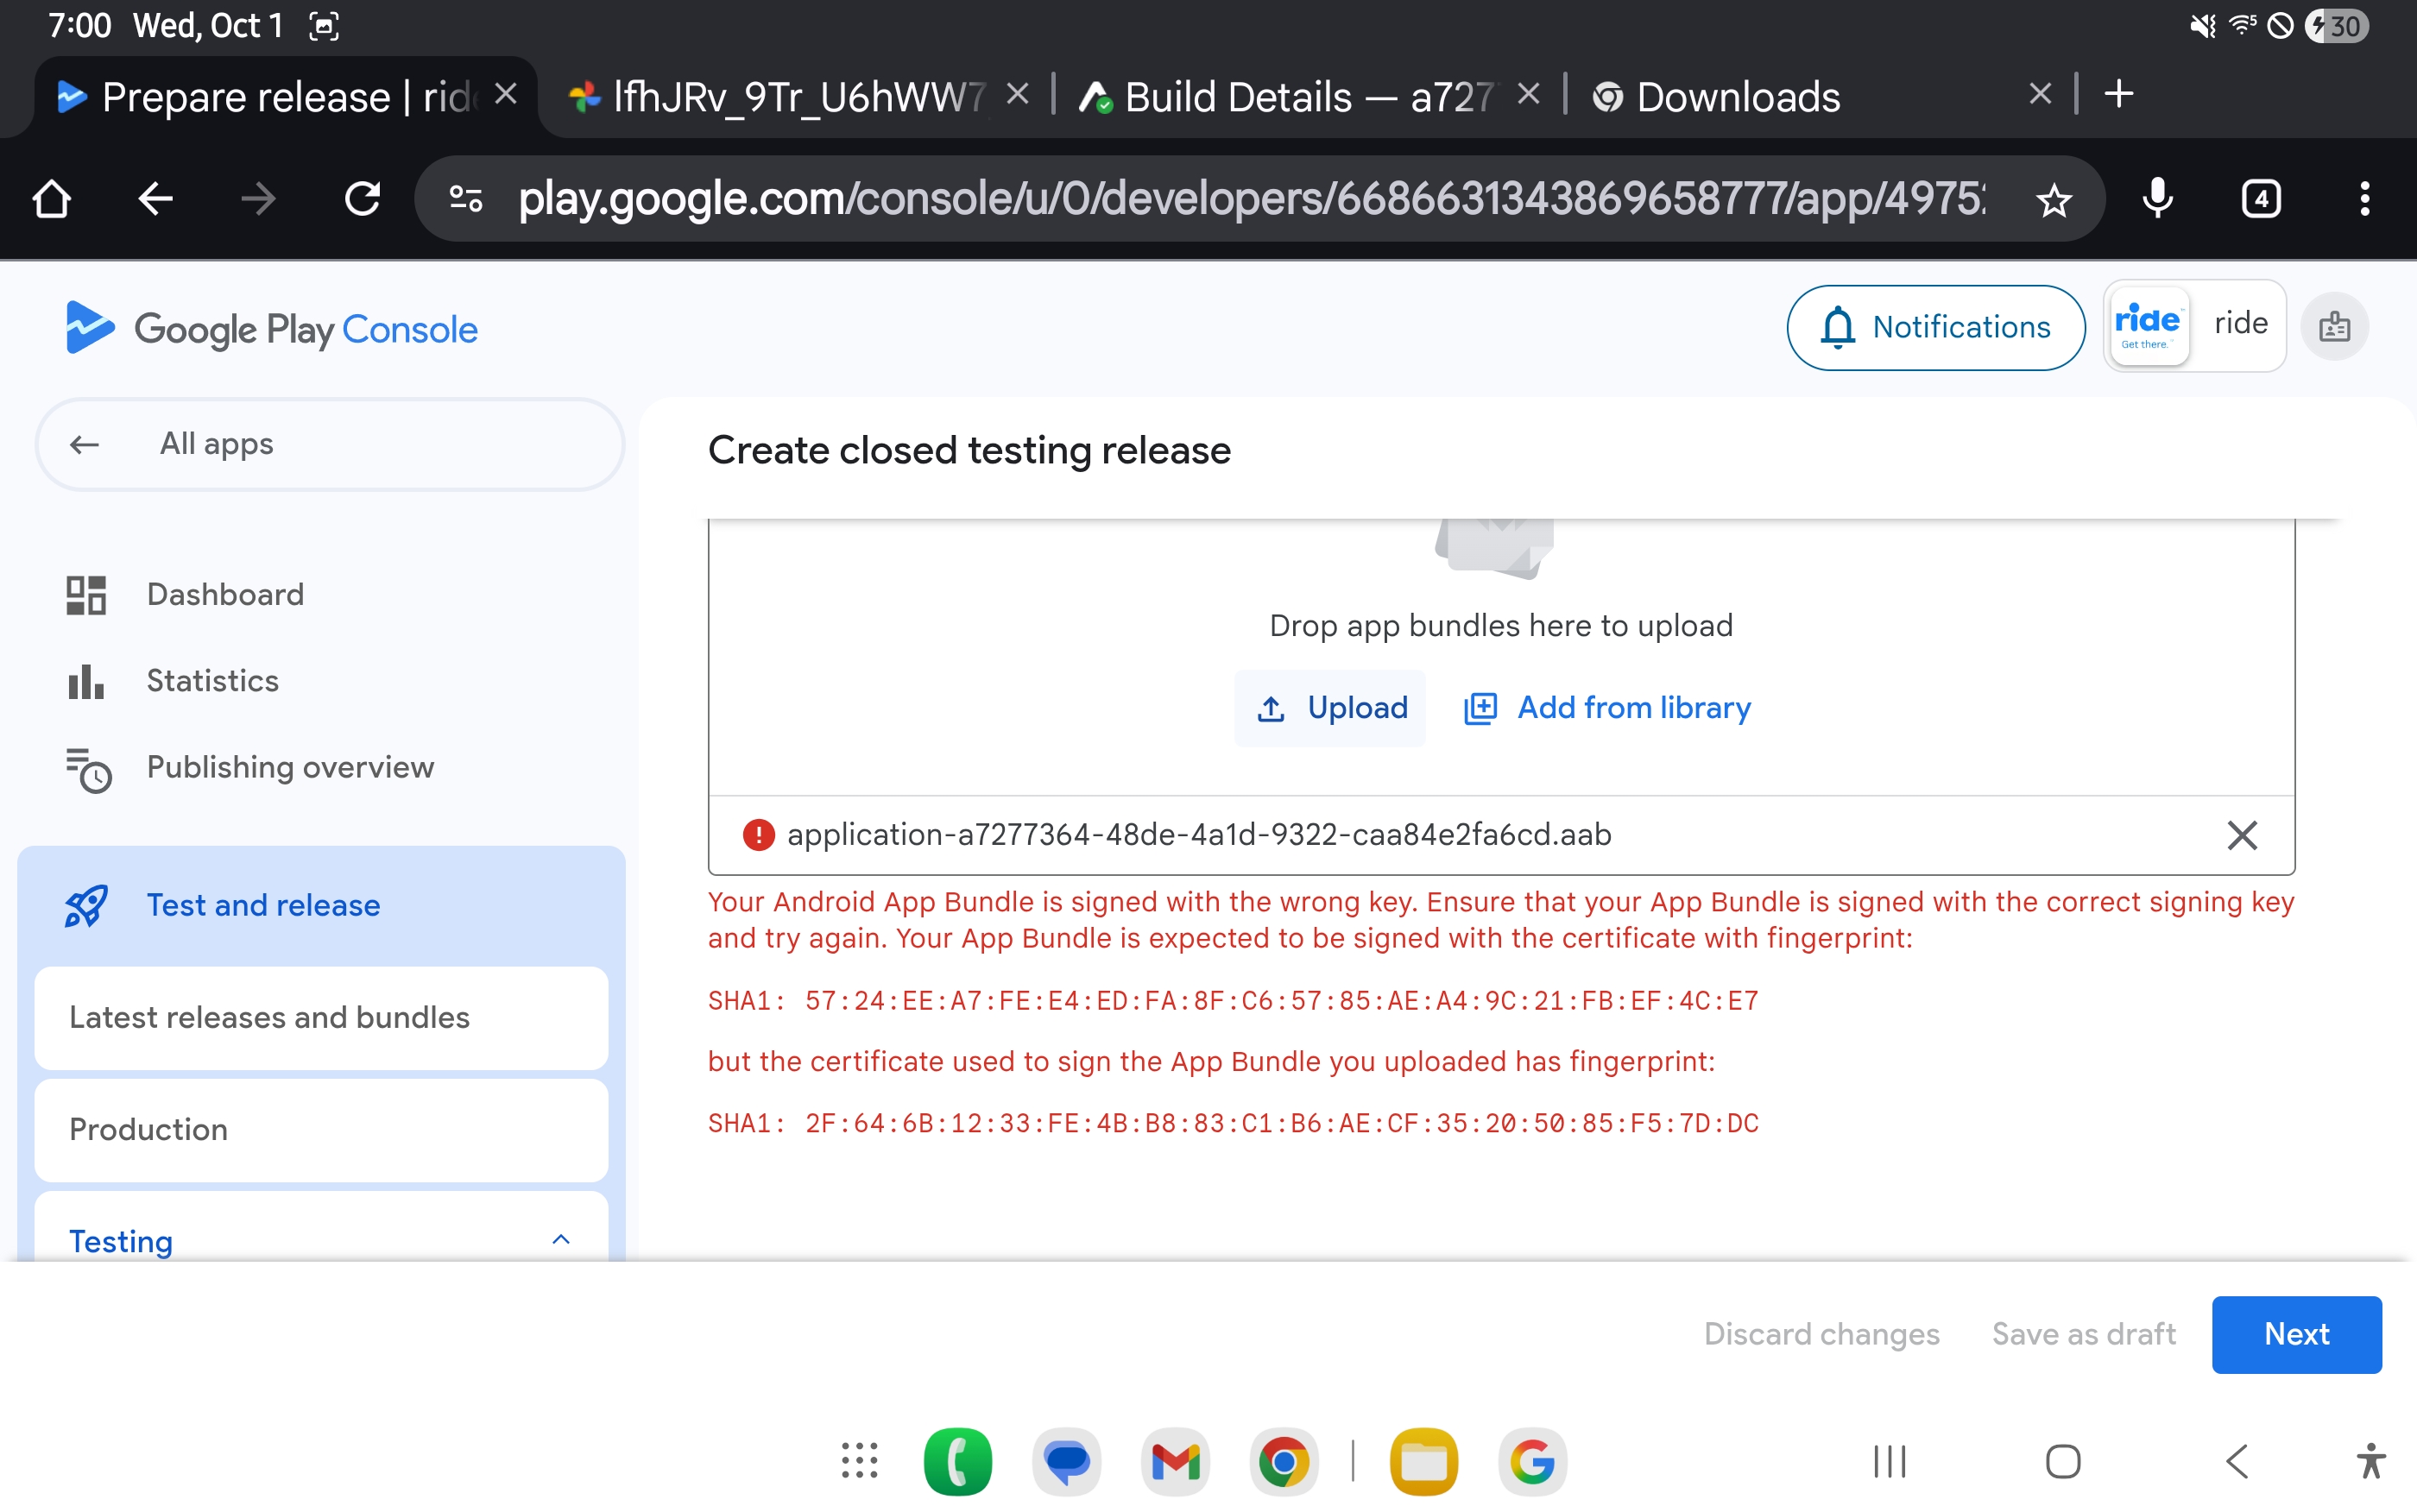 7:00 Wed, Oct 1
30
Prepare release | rid
lfhJRv_9Tr_U6hWW7
Build Details — a727
Downloads
play.google.com/console/u/0/developers/6686631343869658777/app/4975
4
Google Play Console
Notifications
ride
Get there.
ride
All apps
Create closed testing release
Dashboard
Statistics
Publishing overview
Test and release
Latest releases and bundles
Production
Testing
Drop app bundles here to upload
Upload
Add from library
application-a7277364-48de-4a1d-9322-caa84e2fa6cd.aab
Your Android App Bundle is signed with the wrong key. Ensure that your App Bundle is signed with the correct signing key
and try again. Your App Bundle is expected to be signed with the certificate with fingerprint:
SHA1: 57:24:EE:A7:FE:E4:ED:FA:8F:C6:57:85:AE:A4:9C:21:FB:EF:4C:E7
but the certificate used to sign the App Bundle you uploaded has fingerprint:
SHA1: 2F:64:6B:12:33:FE:4B:B8:83:C1:B6:AE:CF:35:20:50:85:F5:7D:DC
Discard changes
Save as draft
Next